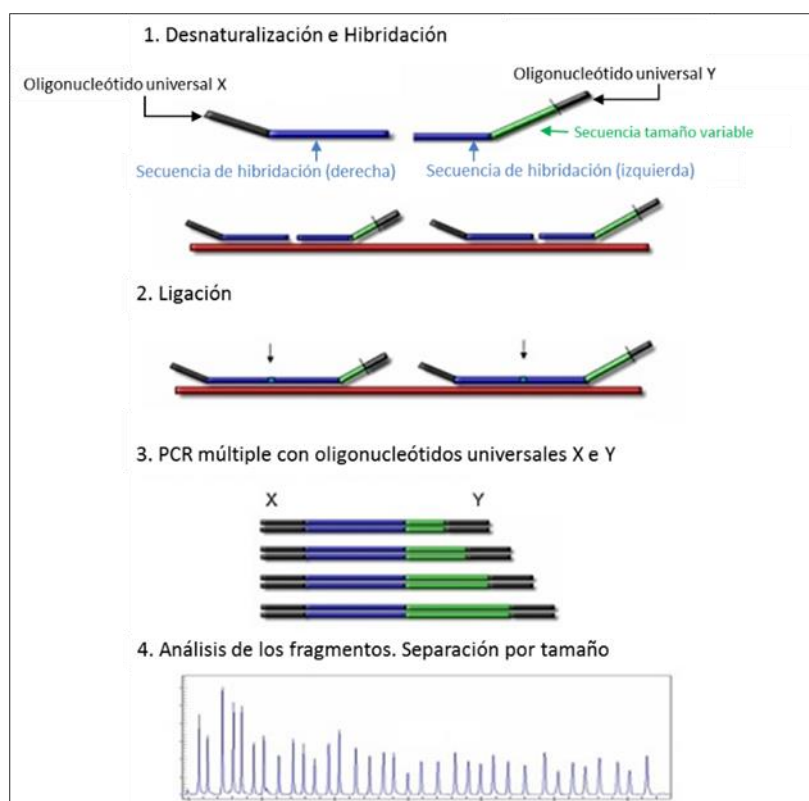 1. Desnaturalización e Hibridación
Oligonucleótido universal X
Oligonucleótido universal Y
Secuencia tamaño variable
Secuencia de hibridación (derecha)
Secuencia de hibridación (izquierda)
2. Ligación
3. PCR múltiple con oligonucleótidos universales X e Y
X
Y
4. Análisis de los fragmentos. Separación por tamaño